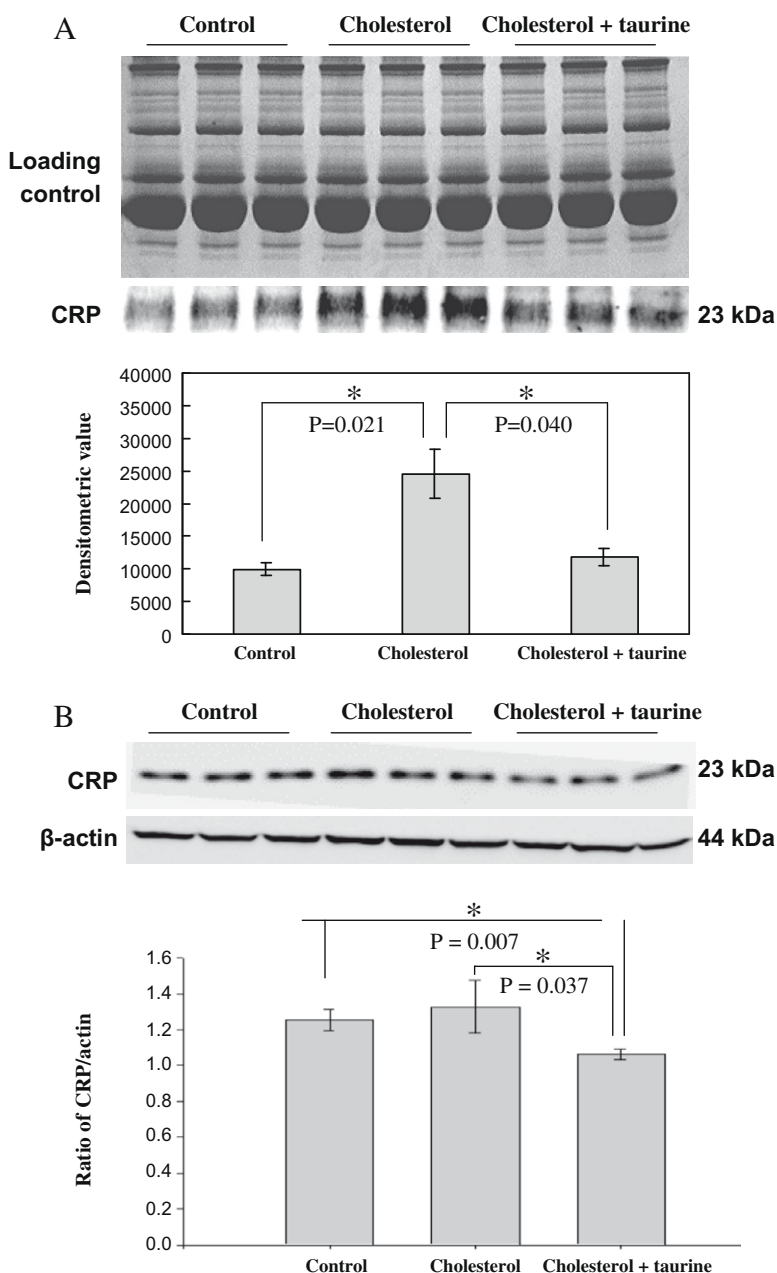 A
Control Cholesterol Cholesterol + taurine
Loading
control
CRP 23 kDa
40000
35000
30000
25000
20000
15000
10000
5000
0
Densitometric value
* *
P=0.021 P=0.040
Control Cholesterol Cholesterol + taurine
B
Control Cholesterol Cholesterol + taurine
CRP 23 kDa
β-actin 44 kDa
*
P = 0.007
*
P = 0.037
1.6
1.4
1.2
1.0
0.8
0.6
0.4
0.2
0.0
Ratio of CRP/actin
Control Cholesterol Cholesterol + taurine